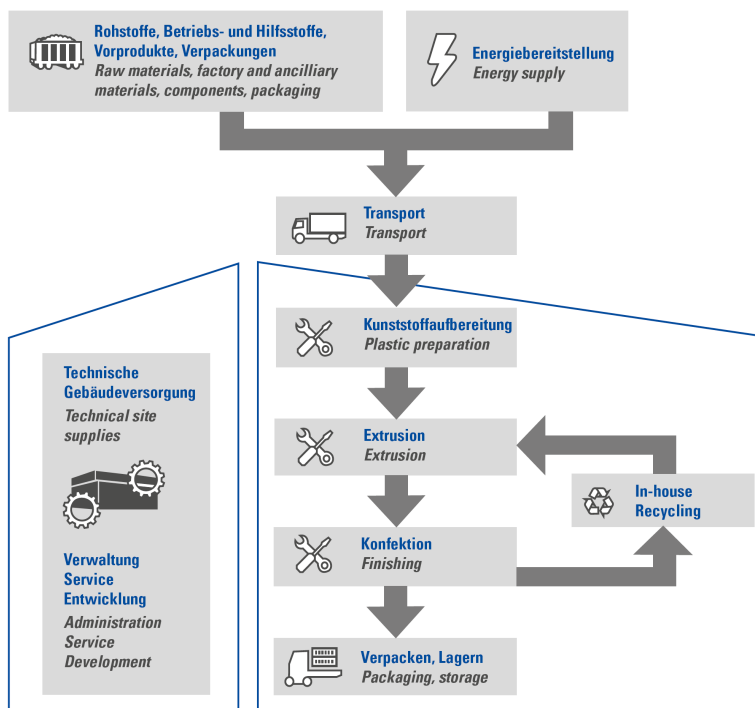 Rohstoffe, Betriebs- und Hilfsstoffe,
Vorprodukte, Verpackungen
Raw materials, factory and ancilliary
materials, components, packaging
Energiebereitstellung
Energy supply
Transport
Transport
Kunststoffaufbereitung
Plastic preparation
Technische
Gebäudeversorgung
Technical site
supplies
Extrusion
Extrusion
In-house
Recycling
Konfektion
Finishing
Verwaltung
Service
Entwicklung
Administration
Service
Development
Verpacken, Lagern
Packaging, storage